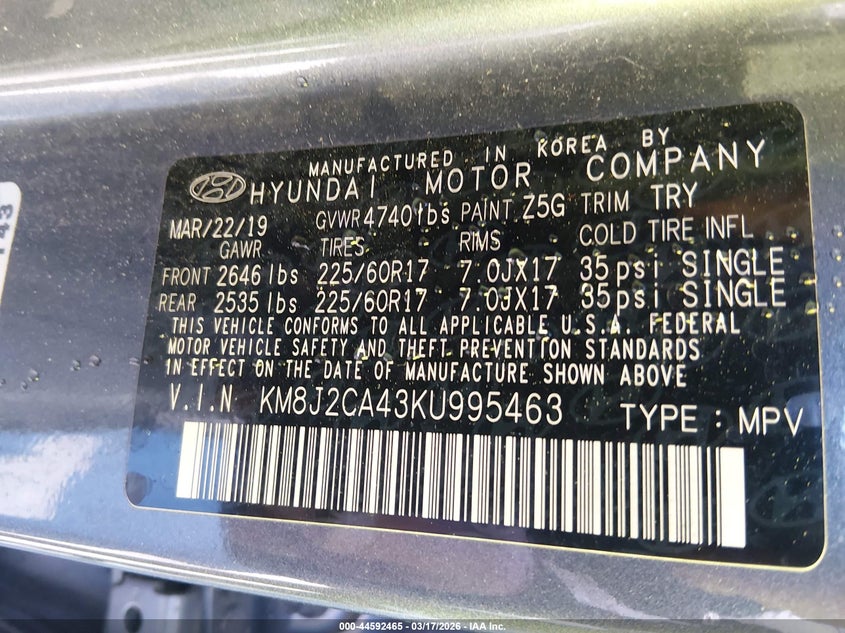 MANUFACTURED IN KOREA BY
HYUNDAI MOTOR COMPANY
MAR/22/19 GVWR 4740lbs PAINT Z5G TRIM TRY
GAWR TIRES RIMS COLD TIRE INFL
FRONT 2646lbs 225/60R17 7.0JX17 35psi SINGLE
REAR 2535lbs 225/60R17 7.0JX17 35psi SINGLE
THIS VEHICLE CONFORMS TO ALL APPLICABLE U.S.A. FEDERAL
MOTOR VEHICLE SAFETY AND THEFT PREVENTION STANDARDS
IN EFFECT ON THE DATE OF MANUFACTURE SHOWN ABOVE
V.I.N. KM8J2CA43KU995463 TYPE : MPV
143
000-44592465 - 03/17/2026 - IAA Inc.